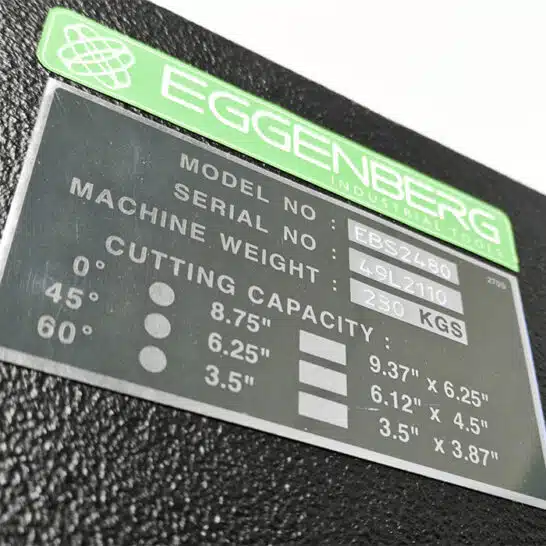 EGGENBERG
INDUSTRIAL TOOLS
MODEL NO : EBS2480
SERIAL NO : 49L2110
MACHINE WEIGHT : 230 KGS
CUTTING CAPACITY :
0° 8.75" 9.37" x 6.25"
45° 6.25" 6.12" x 4.5"
60° 3.5" 3.5" x 3.87"